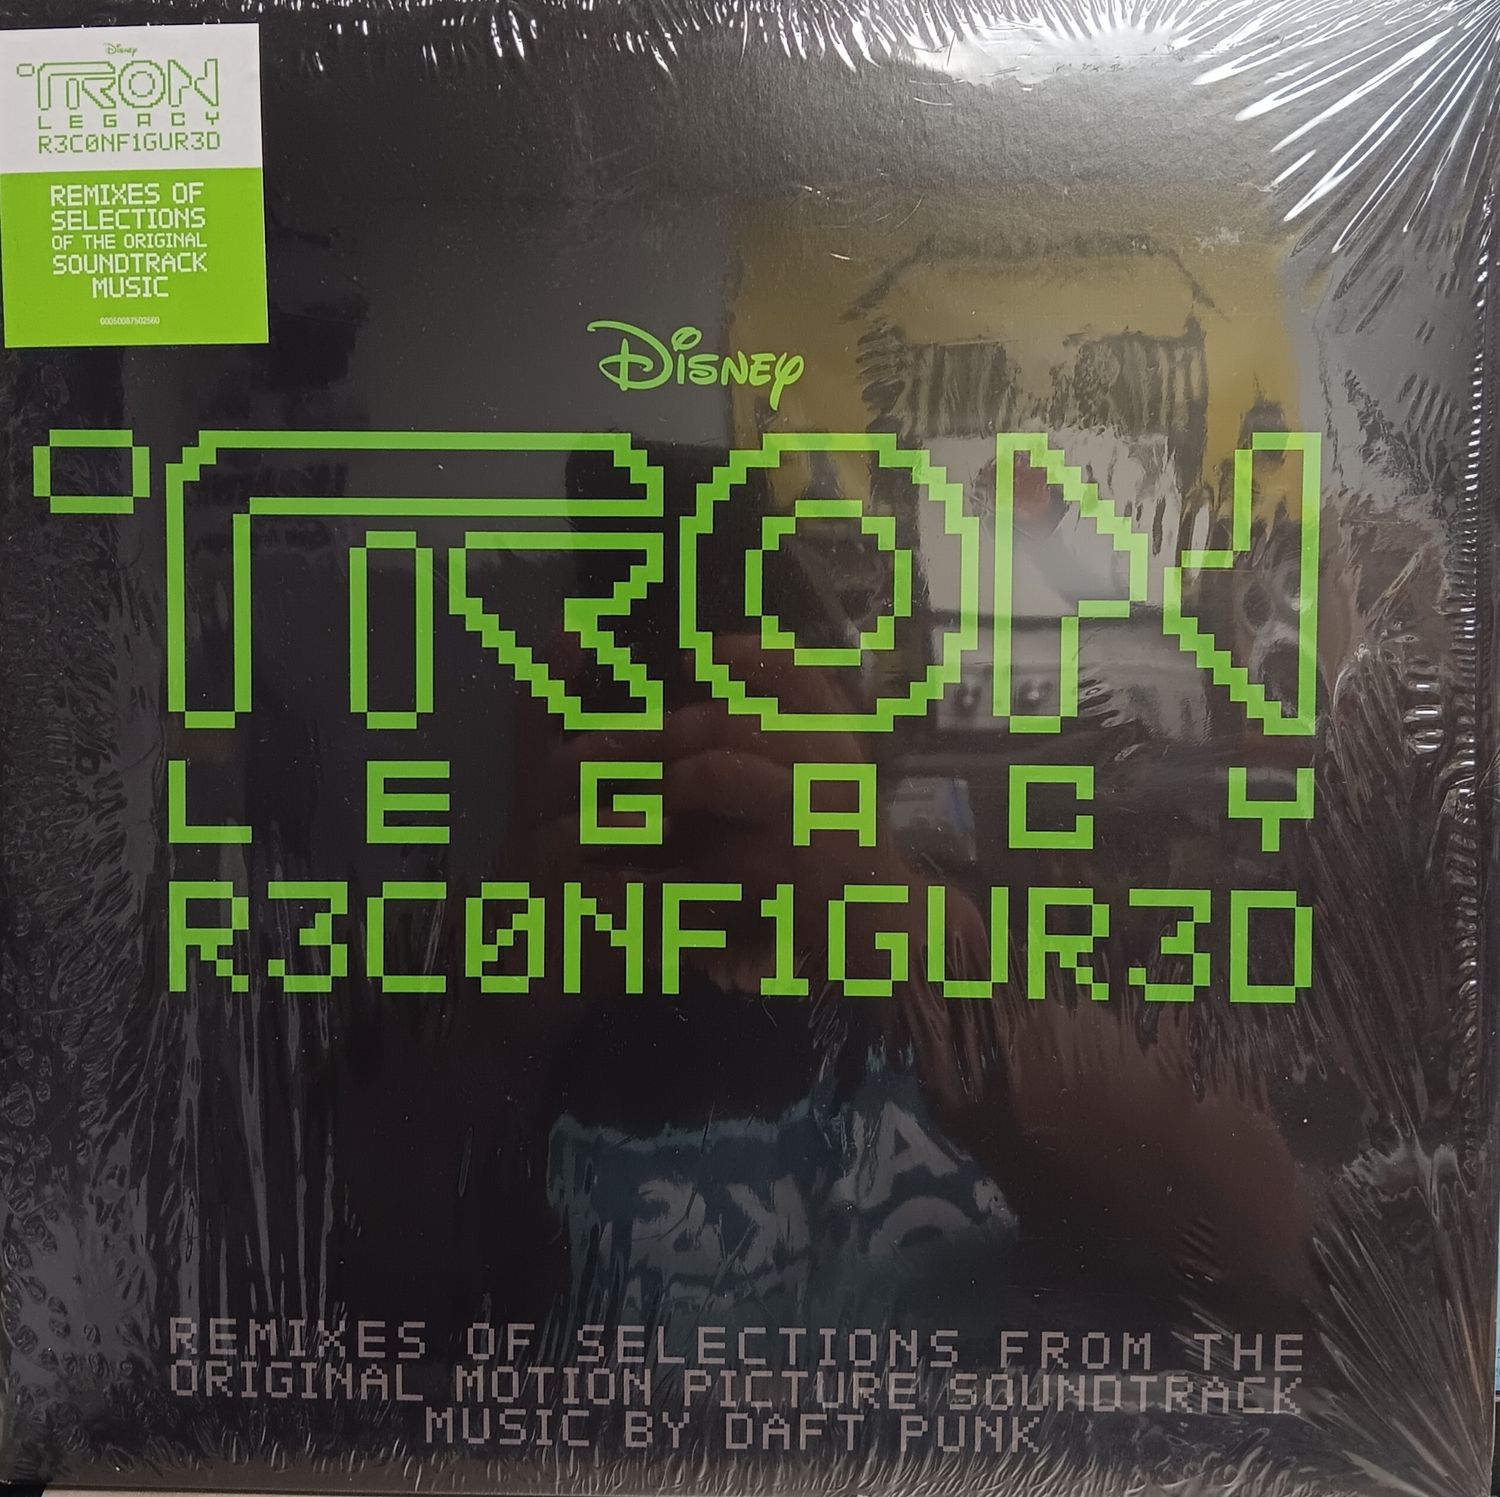 Disney
TRON
LEGACY
R3C0NF1GUR3D
REMIXES OF
SELECTIONS
OF THE ORIGINAL
SOUNDTRACK
MUSIC
00050087502560
Disney
TRON
LEGACY
R3C0NF1GUR3D
REMIXES OF SELECTIONS FROM THE
ORIGINAL MOTION PICTURE SOUNDTRACK
MUSIC BY DAFT PUNK